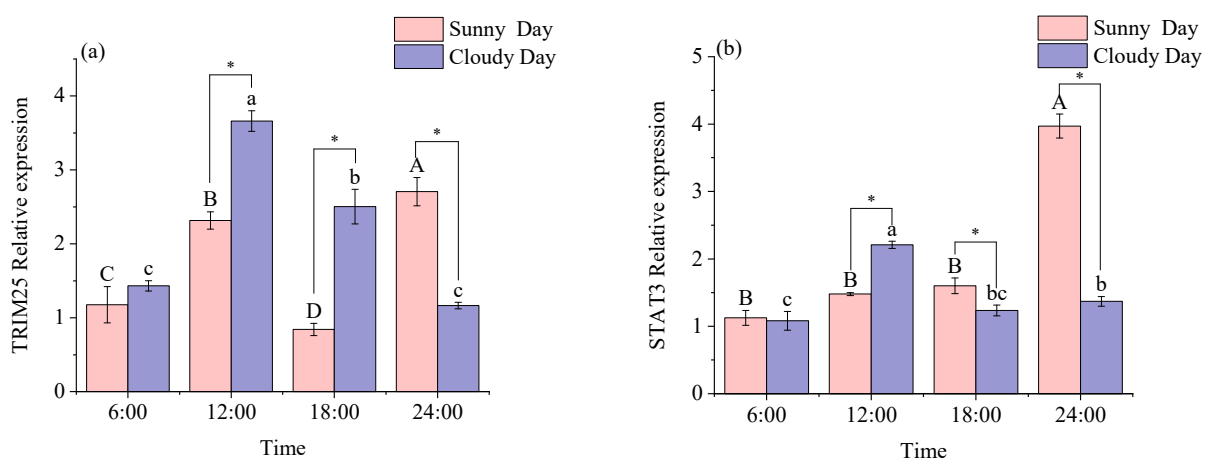 (a)
Sunny Day
Cloudy Day
TRIM25 Relative expression
4
3
2
1
0
C
c
B
*
a
D
*
b
A
*
c
6:00
12:00
18:00
24:00
Time
(b)
Sunny Day
Cloudy Day
STAT3 Relative expression
5
4
3
2
1
0
B
c
B
*
a
B
*
bc
A
*
b
6:00
12:00
18:00
24:00
Time